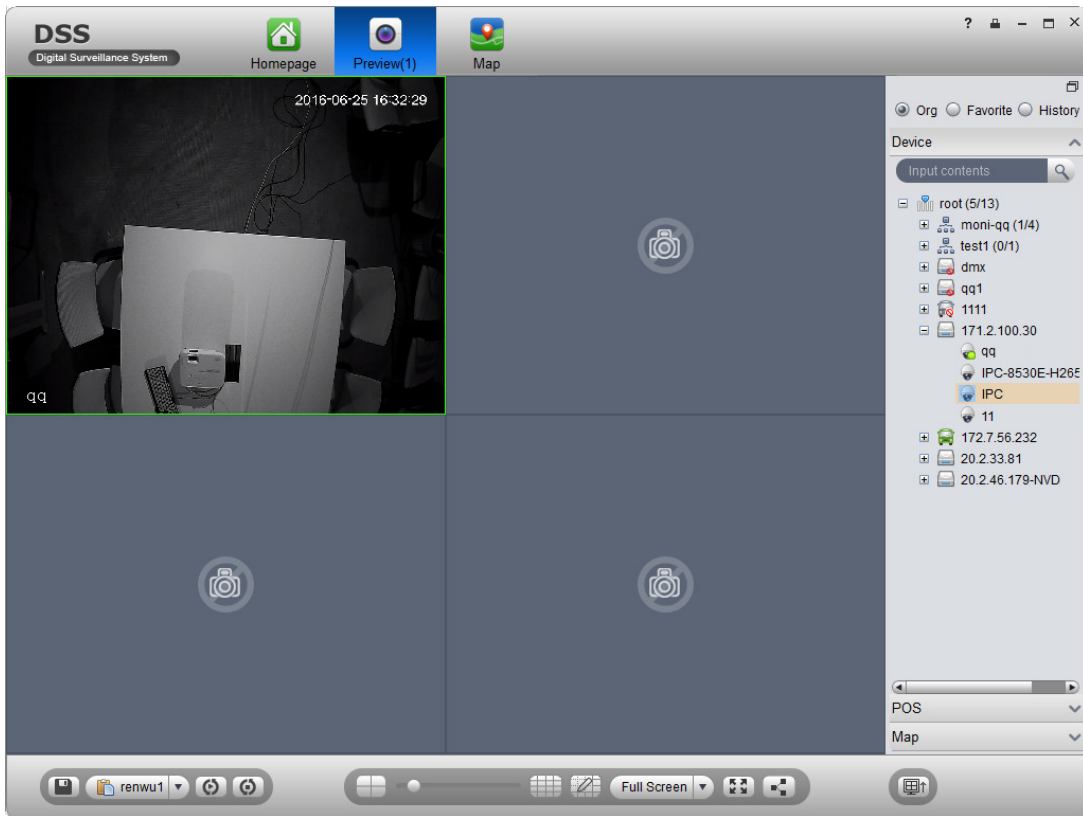 DSS
Digital Surveillance System
Homepage
Preview(1)
Map
?
2016-06-25 16:32:29
qq
Org Favorite History
Device
Input contents
root (5/13)
moni-qq (1/4)
test1 (0/1)
dmx
qq1
1111
171.2.100.30
qq
IPC-8530E-H265
IPC
11
172.7.56.232
20.2.33.81
20.2.46.179-NVD
POS
Map
renwu1
Full Screen